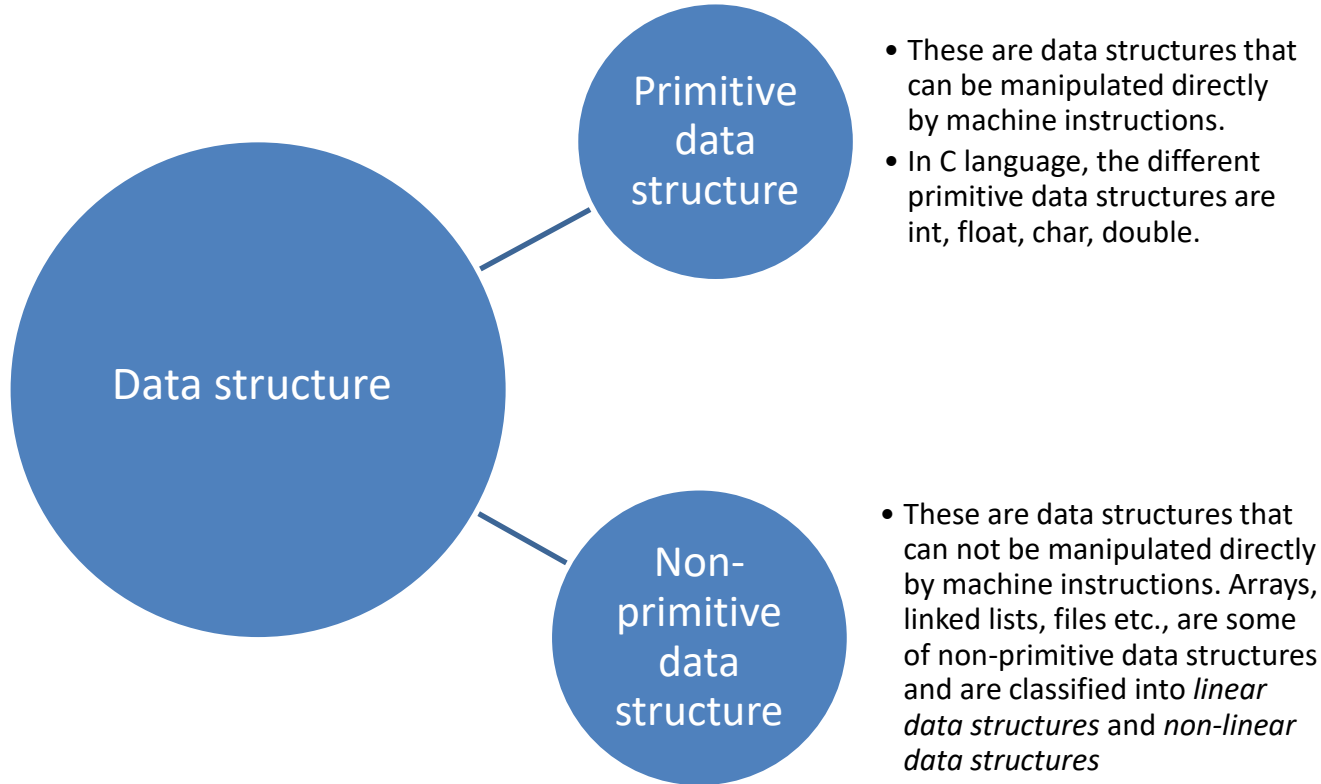 Data structure
Primitive
data
structure
• These are data structures that
can be manipulated directly
by machine instructions.
• In C language, the different
primitive data structures are
int, float, char, double.
Non-
primitive
data
structure
• These are data structures that
can not be manipulated directly
by machine instructions. Arrays,
linked lists, files etc., are some
of non-primitive data structures
and are classified into linear
data structures and non-linear
data structures